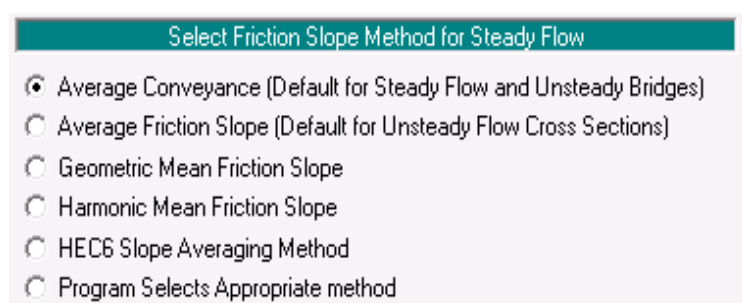 Select Friction Slope Method for Steady Flow
Average Conveyance (Default for Steady Flow and Unsteady Bridges)
Average Friction Slope (Default for Unsteady Flow Cross Sections)
Geometric Mean Friction Slope
Harmonic Mean Friction Slope
HEC6 Slope Averaging Method
Program Selects Appropriate method